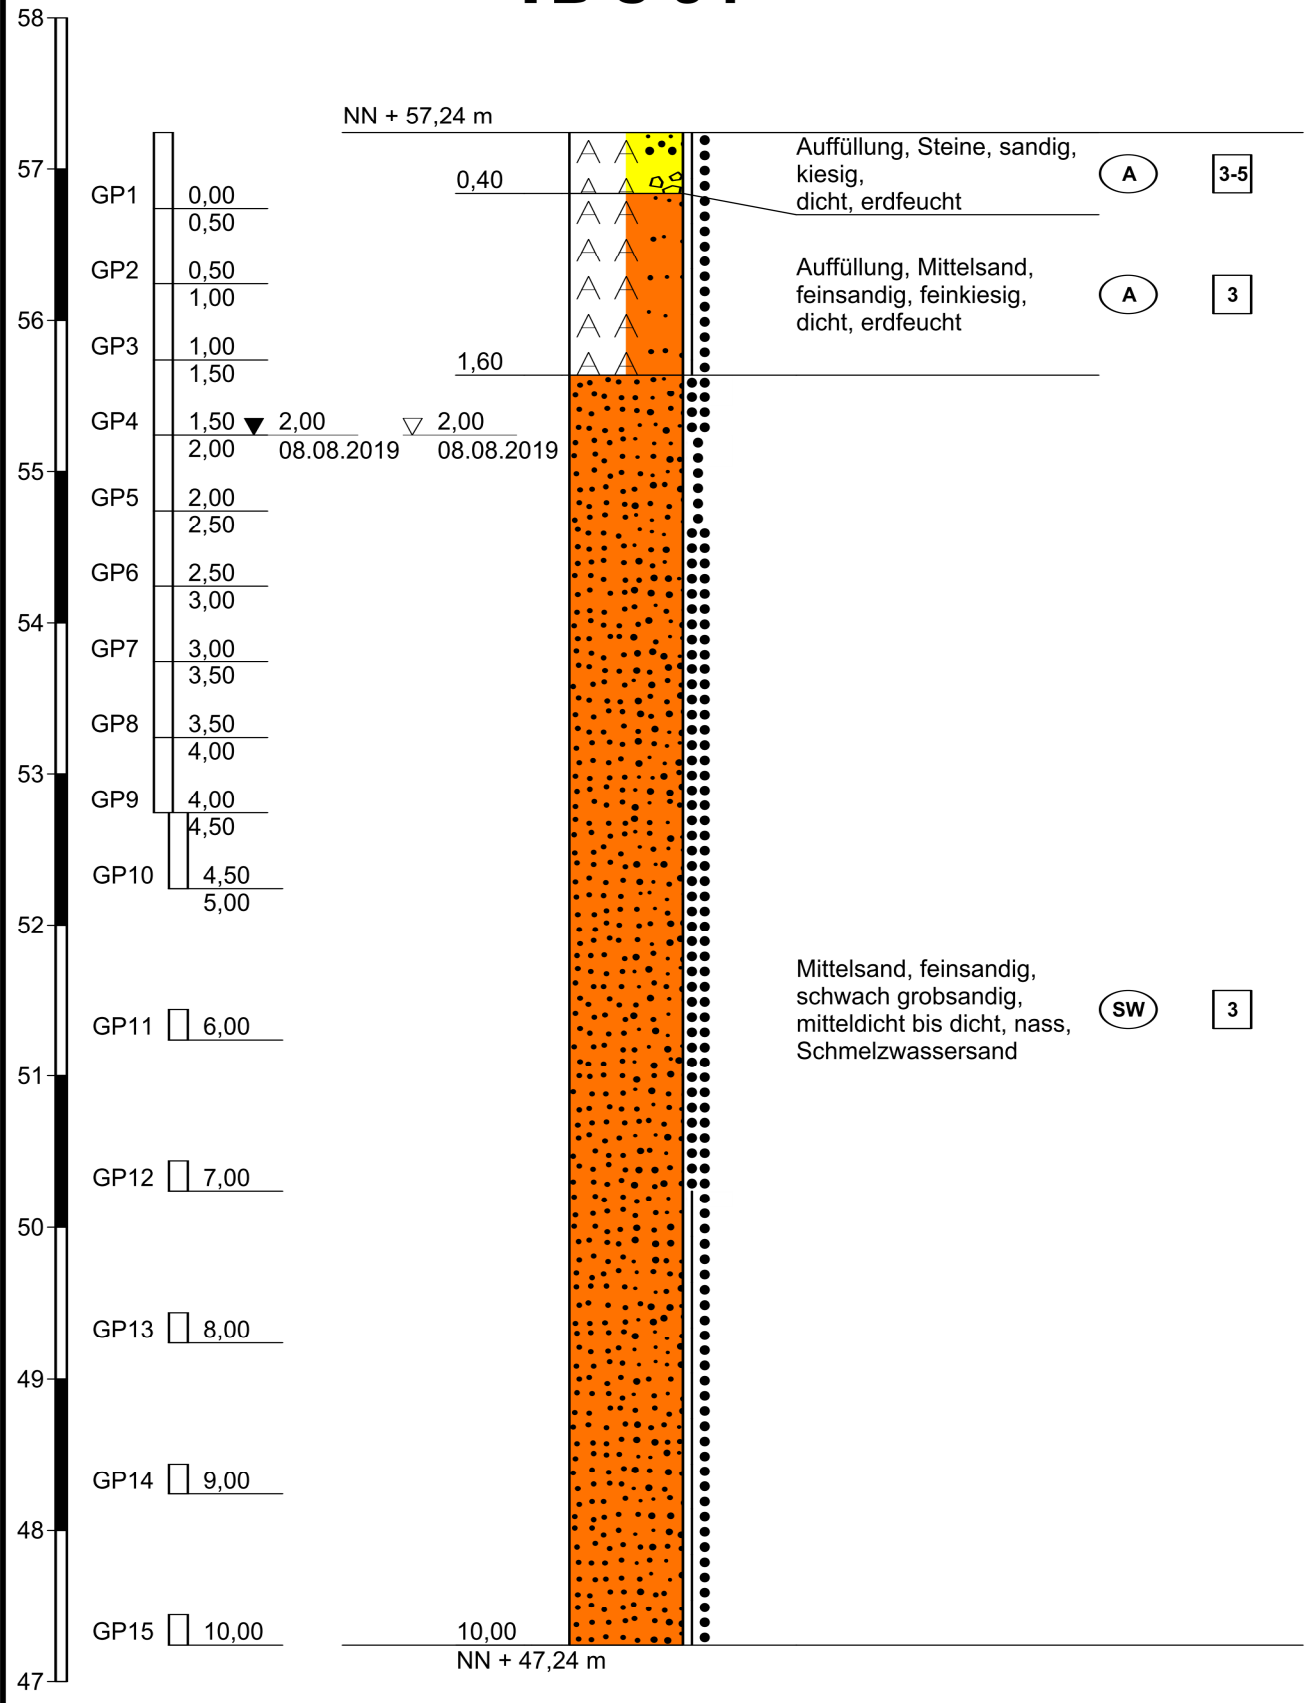 58
NN + 57,24 m
Auffüllung, Steine, sandig,
kiesig,
dicht, erdfeucht
A
3-5
57
0,40
GP1
0,00
0,50
A A
A A
A A
A A
A A
A A
A A
GP2
0,50
1,00
Auffüllung, Mittelsand,
feinsandig, feinkiesig,
dicht, erdfeucht
A
3
56
GP3
1,00
1,50
1,60
GP4
1,50
2,00
2,00
08.08.2019
2,00
08.08.2019
55
GP5
2,00
2,50
GP6
2,50
3,00
54
GP7
3,00
3,50
GP8
3,50
4,00
53
GP9
4,00
4,50
GP10
4,50
5,00
52
Mittelsand, feinsandig,
schwach grobsandig,
mitteldicht bis dicht, nass,
Schmelzwassersand
SW
3
GP11
6,00
51
GP12
7,00
50
GP13
8,00
49
GP14
9,00
48
GP15
10,00
10,00
NN + 47,24 m
47